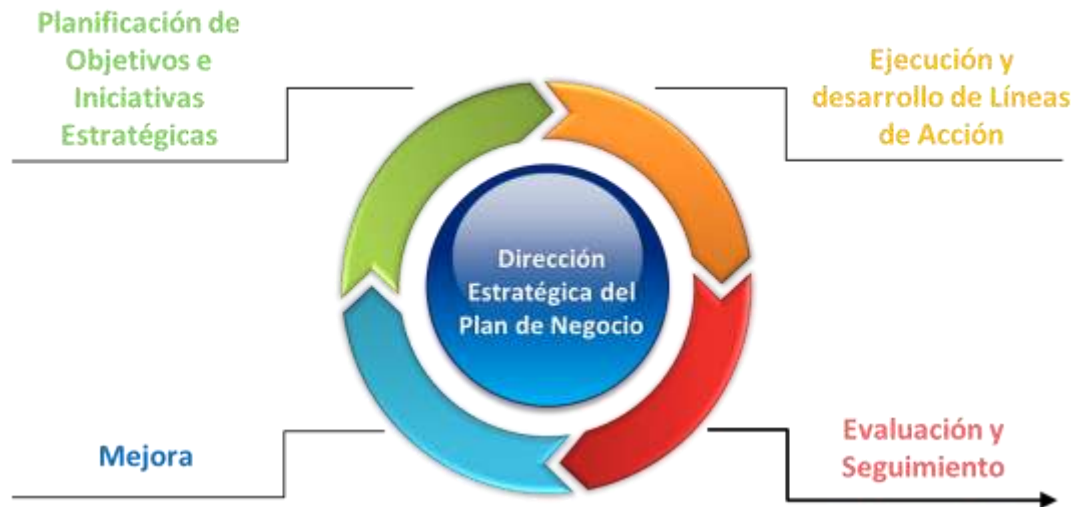 Planificación de
Objetivos e
Iniciativas
Estratégicas
Ejecución y
desarrollo de Líneas
de Acción
Dirección
Estratégica del
Plan de Negocio
Mejora
Evaluación y
Seguimiento